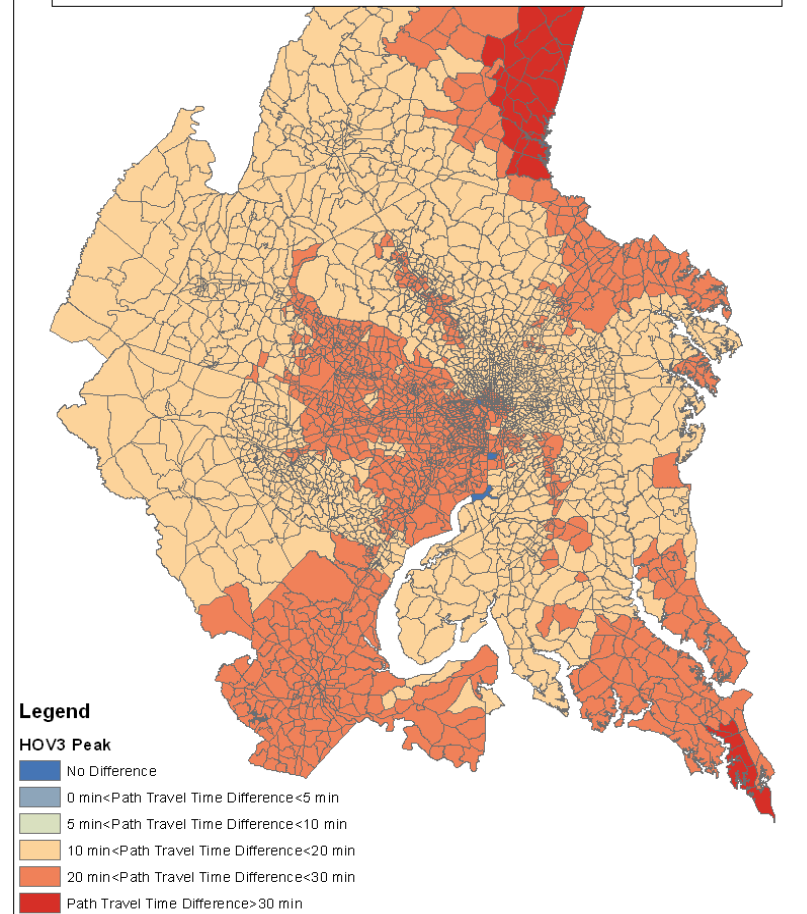 Legend
HOV3 Peak
No Difference
0 min<Path Travel Time Difference<5 min
5 min<Path Travel Time Difference<10 min
10 min<Path Travel Time Difference<20 min
20 min<Path Travel Time Difference<30 min
Path Travel Time Difference>30 min